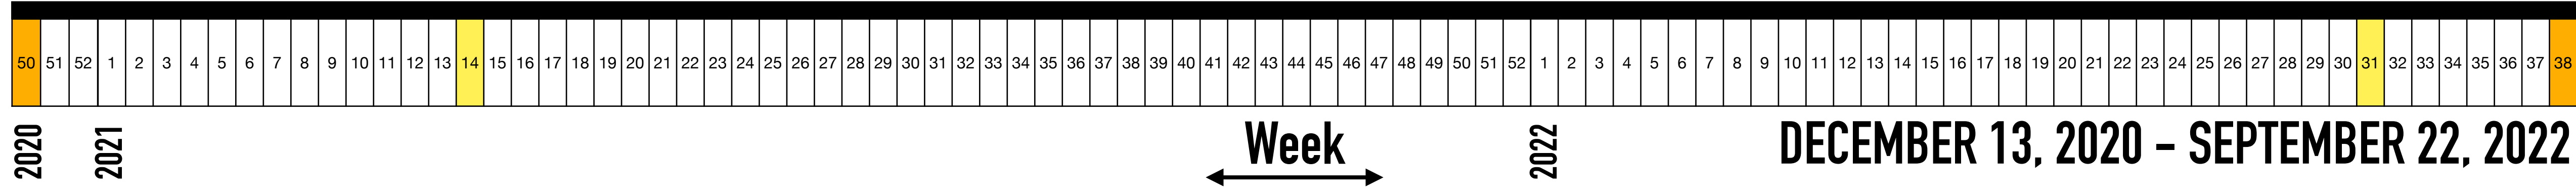 50 51 52 1 2 3 4 5 6 7 8 9 10 11 12 13 14 15 16 17 18 19 20 21 22 23 24 25 26 27 28 29 30 31 32 33 34 35 36 37 38 39 40 41 42 43 44 45 46 47 48 49 50 51 52 1 2 3 4 5 6 7 8 9 10 11 12 13 14 15 16 17 18 19 20 21 22 23 24 25 26 27 28 29 30 31 32 33 34 35 36 37 38
2020
2021
Week
2022
DECEMBER 13, 2020 – SEPTEMBER 22, 2022